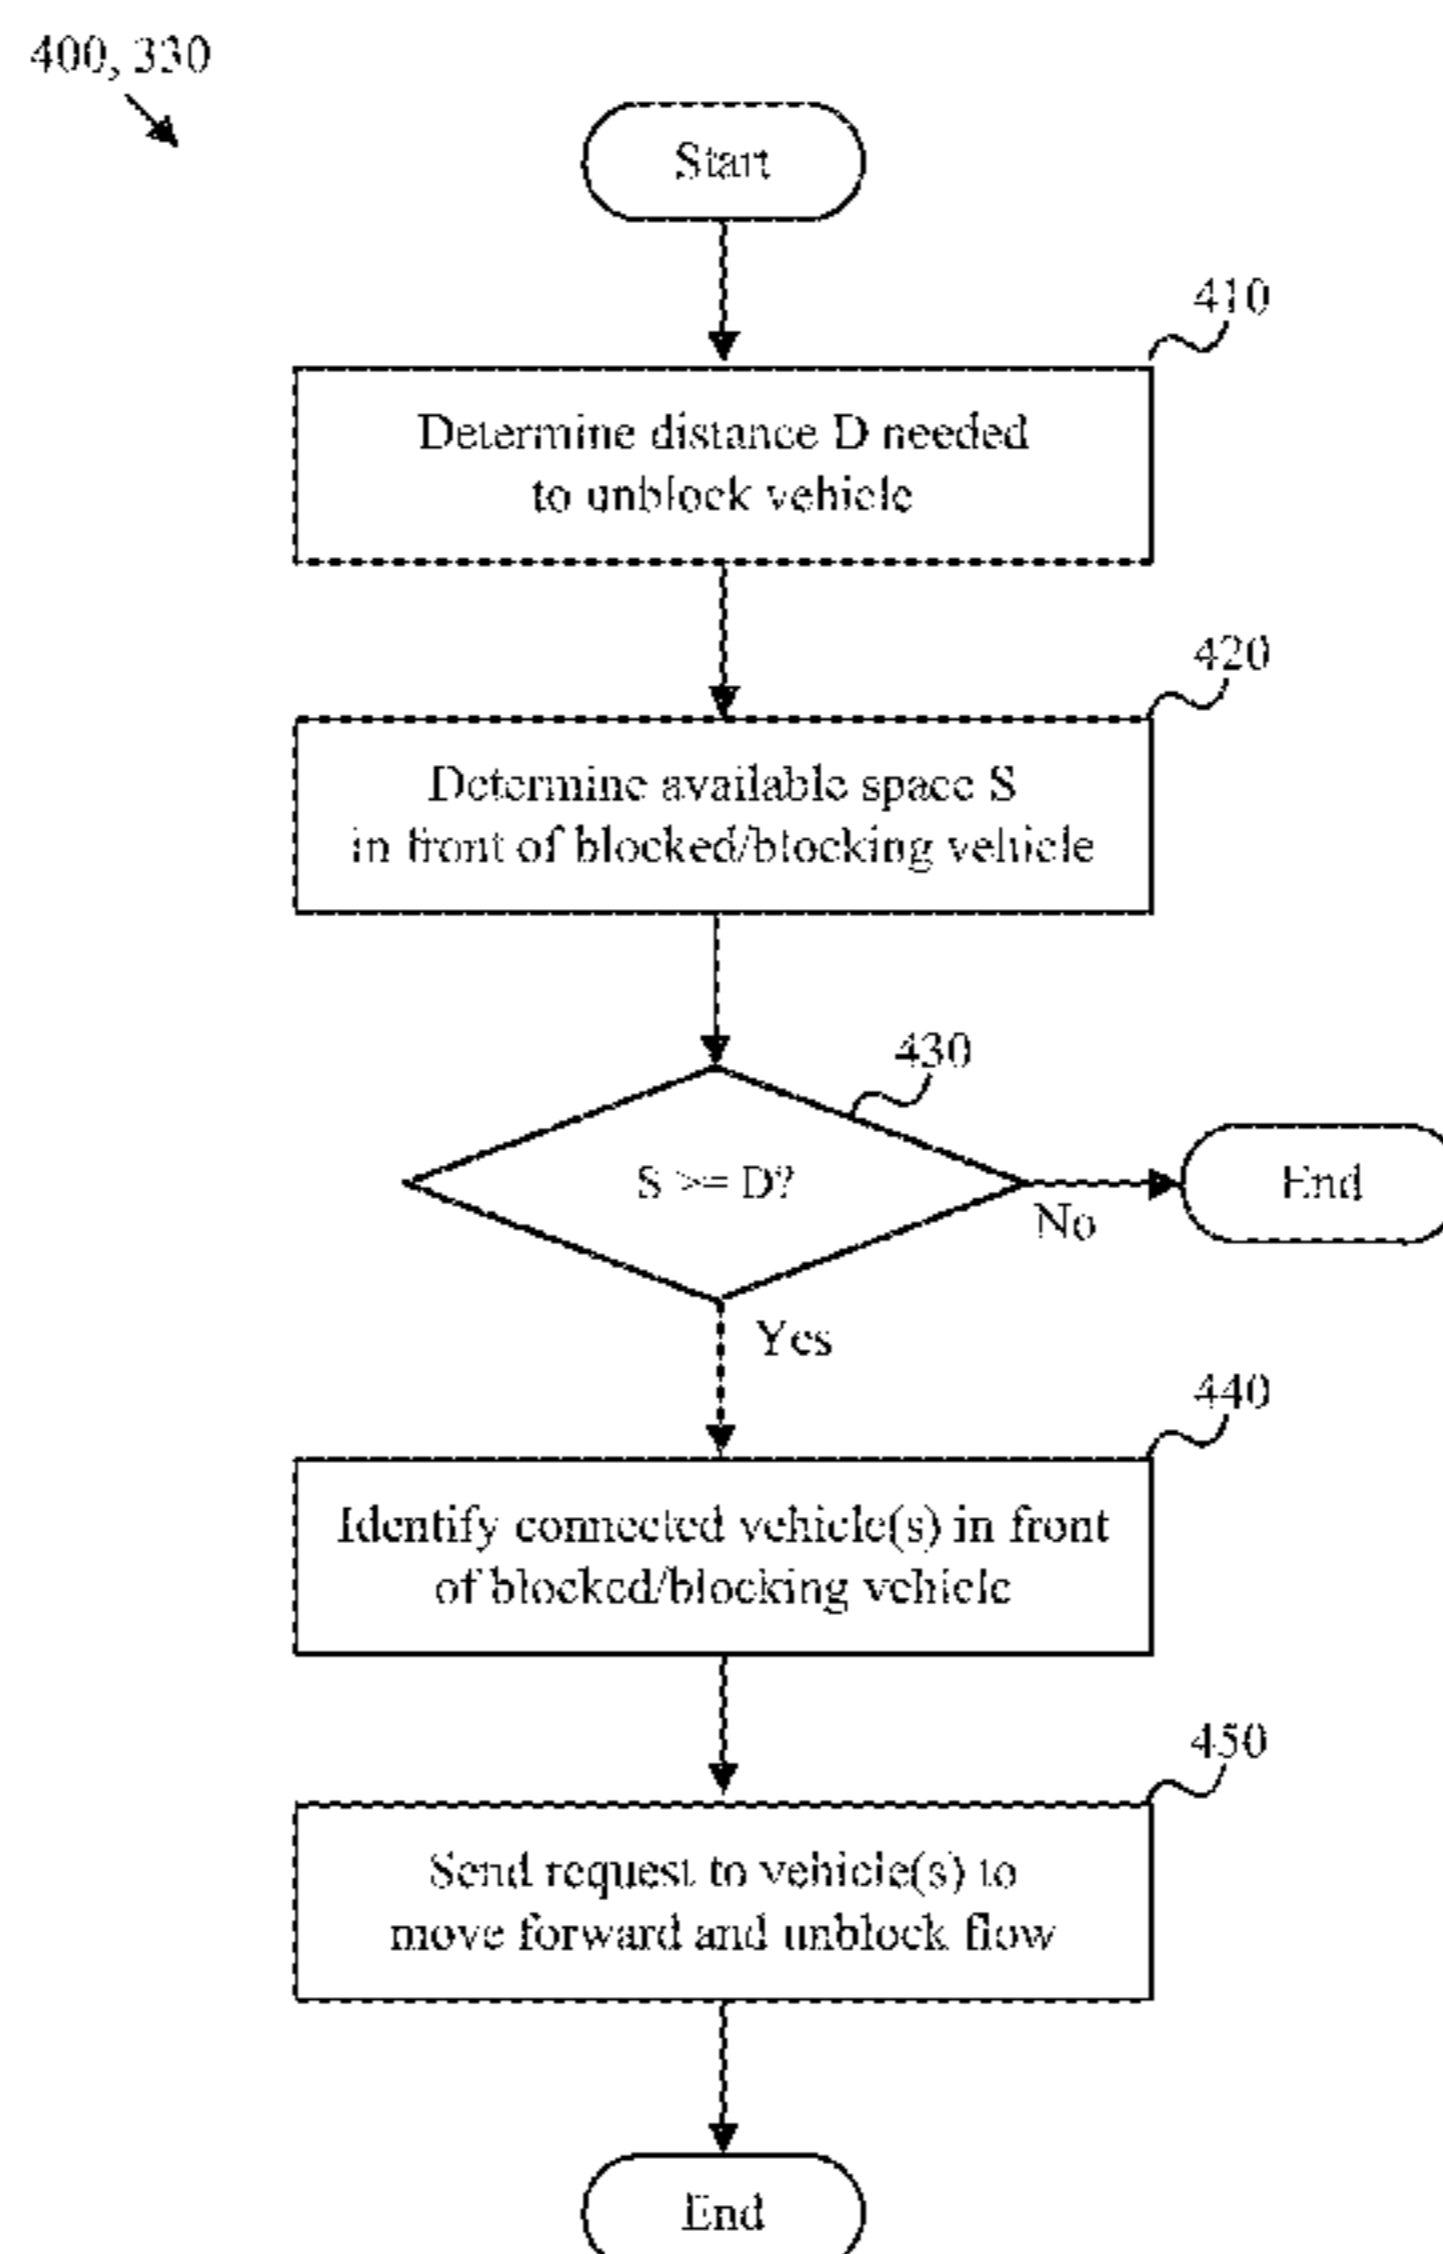 400, 330
Start
410
Determine distance D needed
to unblock vehicle
420
Determine available space S
in front of blocked/blocking vehicle
430
S >= D?
No
End
Yes
440
Identify connected vehicle(s) in front
of blocked/blocking vehicle
450
Send request to vehicle(s) to
move forward and unblock flow
End